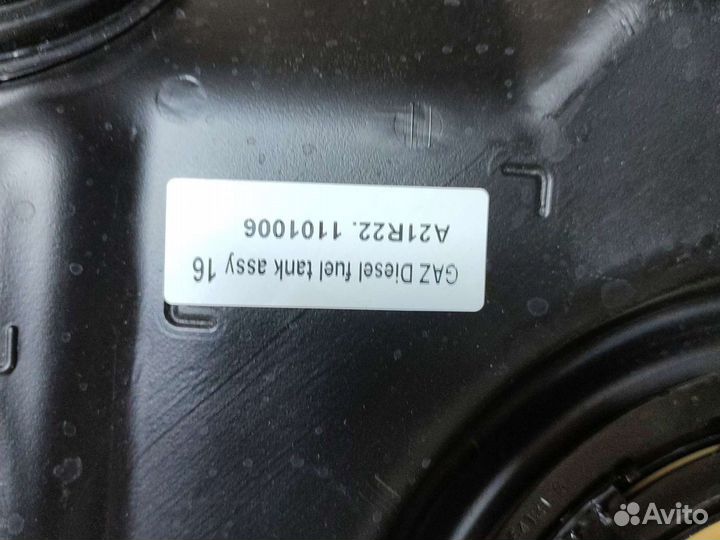 GAZ Diesel fuel tank assy 16
A21R22. 1101006
Avito